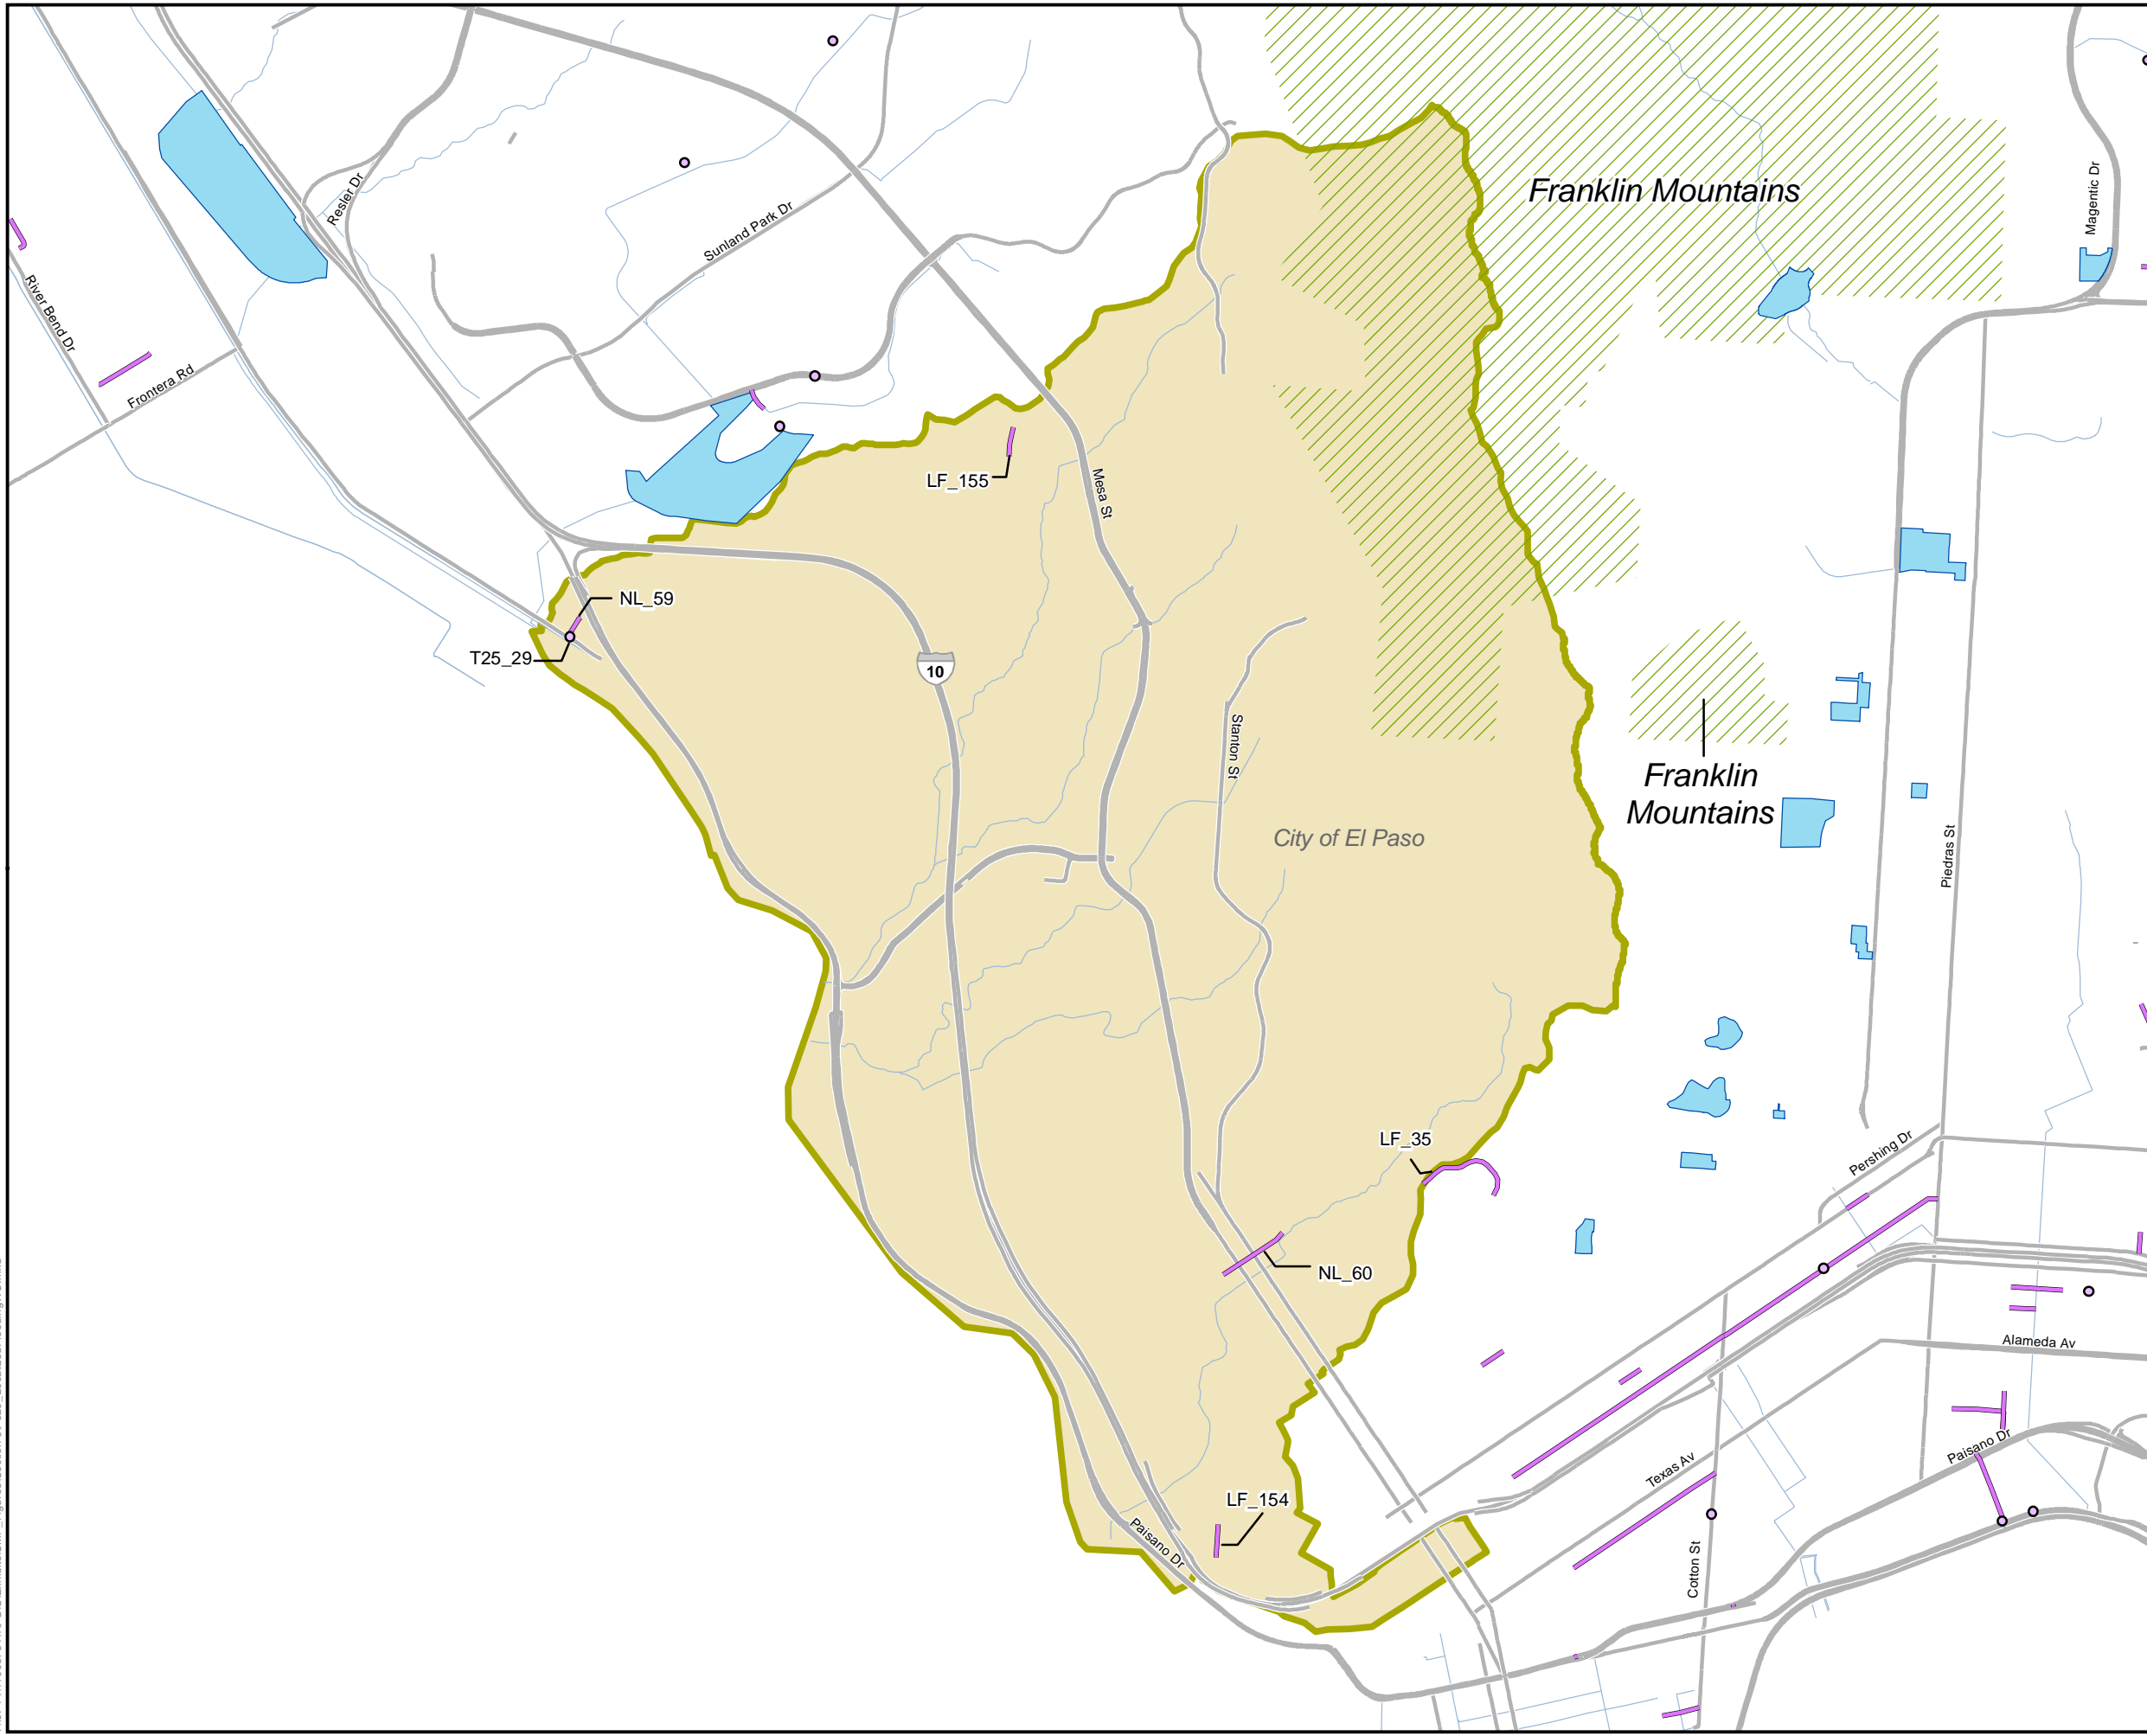 Franklin Mountains
Magentic Dr
Resler Dr
Sunland Park Dr
River Bend Dr
Frontera Rd
LF_155
Mesa St
NL_59
T25_29
10
Stanton St
Franklin
Mountains
City of El Paso
Piedras St
LF_35
Pershing Dr
NL_60
Alameda Av
Paisano Dr
Texas Av
LF_154
Paisano Dr
Cotton St